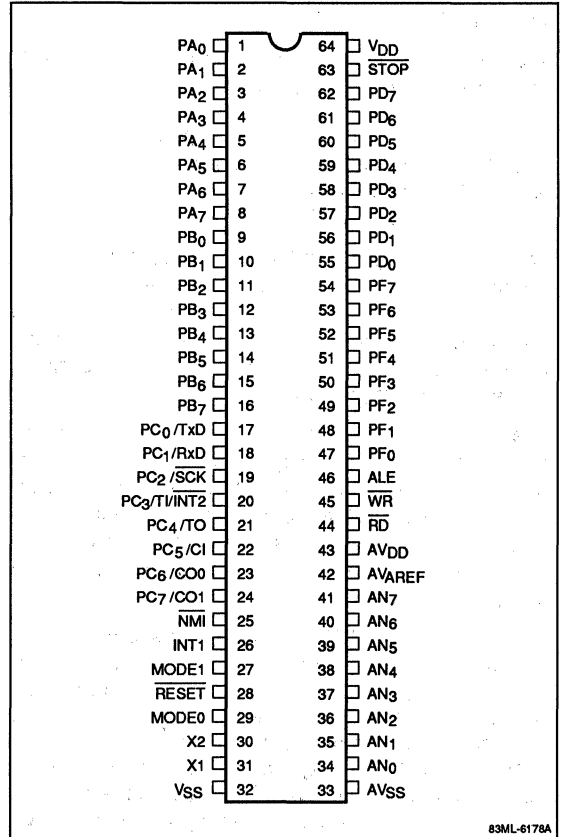 PA0 1 64 VDD
PA1 2 63 STOP
PA2 3 62 PD7
PA3 4 61 PD6
PA4 5 60 PD5
PA5 6 59 PD4
PA6 7 58 PD3
PA7 8 57 PD2
PB0 9 56 PD1
PB1 10 55 PD0
PB2 11 54 PF7
PB3 12 53 PF6
PB4 13 52 PF5
PB5 14 51 PF4
PB6 15 50 PF3
PB7 16 49 PF2
PC0/TxD 17 48 PF1
PC1/RxD 18 47 PF0
PC2/SCK 19 46 ALE
PC3/TI/INT2 20 45 WR
PC4/TO 21 44 RD
PC5/CI 22 43 AVDD
PC6/CO0 23 42 AVAREF
PC7/CO1 24 41 AN7
NMI 25 40 AN6
INT1 26 39 AN5
MODE1 27 38 AN4
RESET 28 37 AN3
MODE0 29 36 AN2
X2 30 35 AN1
X1 31 34 AN0
VSS 32 33 AVSS
83ML-6178A